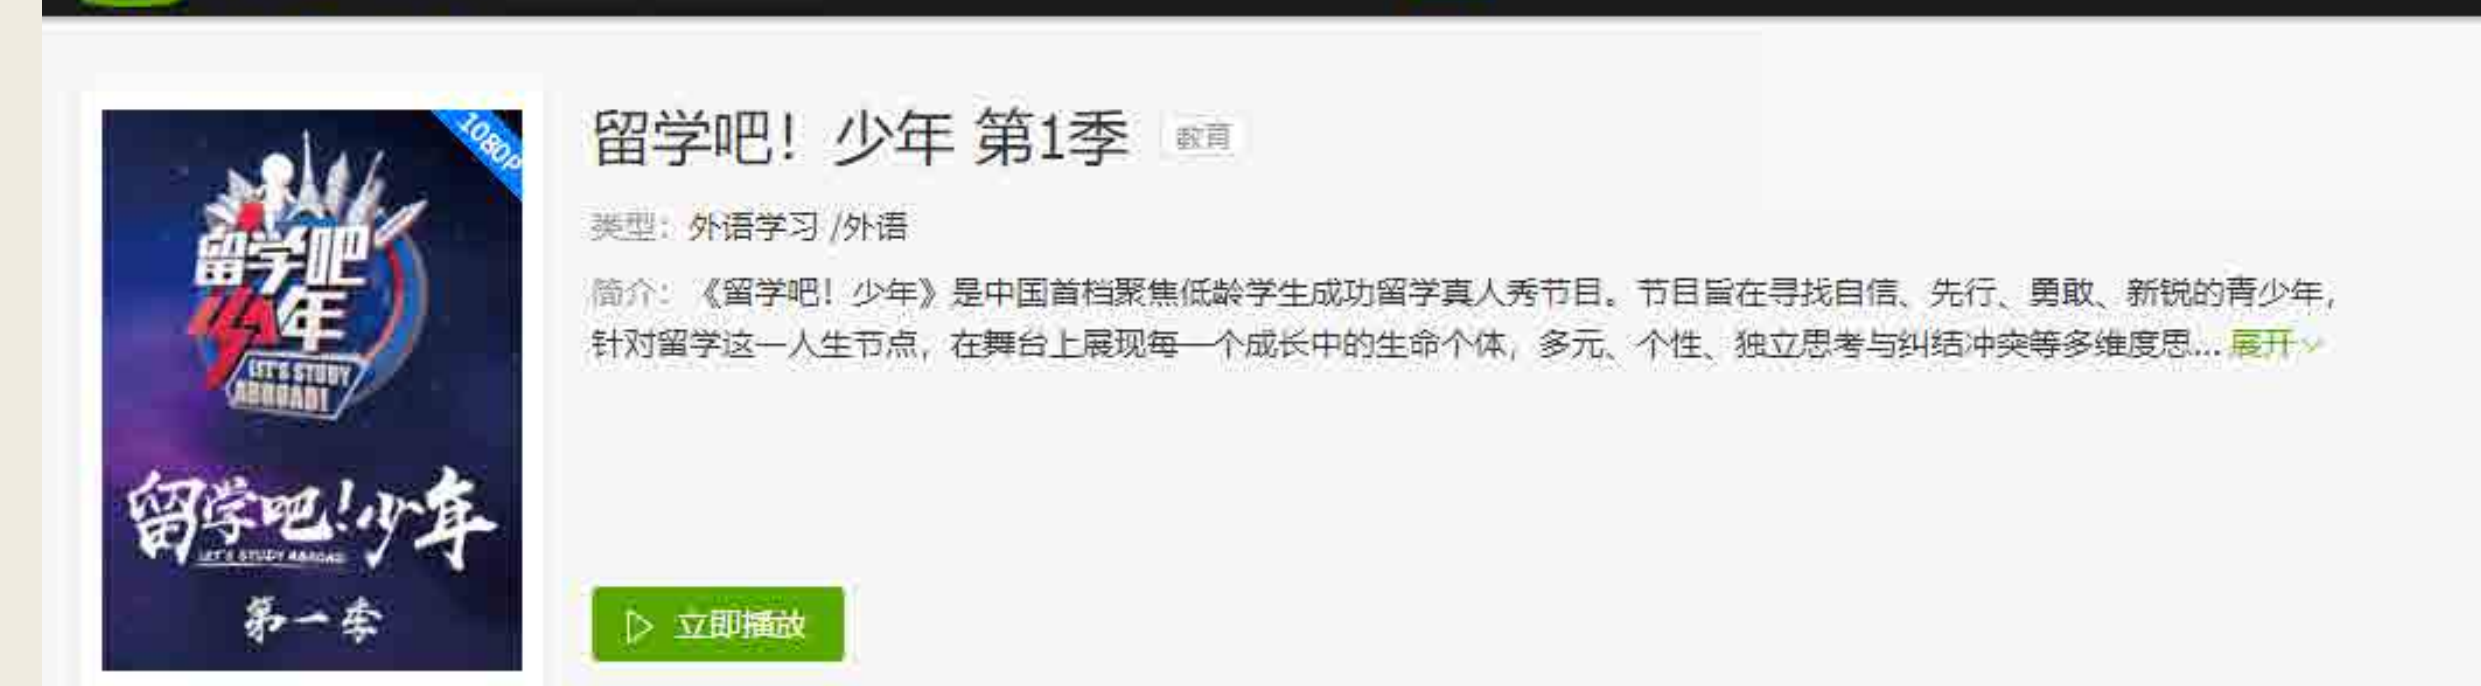 1080P
留学吧
少年
LET'S STUDY
ABROAD!
留学吧!少年
LET'S STUDY ABROAD
第一季
留学吧！少年 第1季 教育
类型：外语学习 /外语
简介：《留学吧！少年》是中国首档聚焦低龄学生成功留学真人秀节目。节目旨在寻找自信、先行、勇敢、新锐的青少年，
针对留学这一人生节点，在舞台上展现每一个成长中的生命个体，多元、个性、独立思考与纠结冲突等多维度思... 展开
立即播放